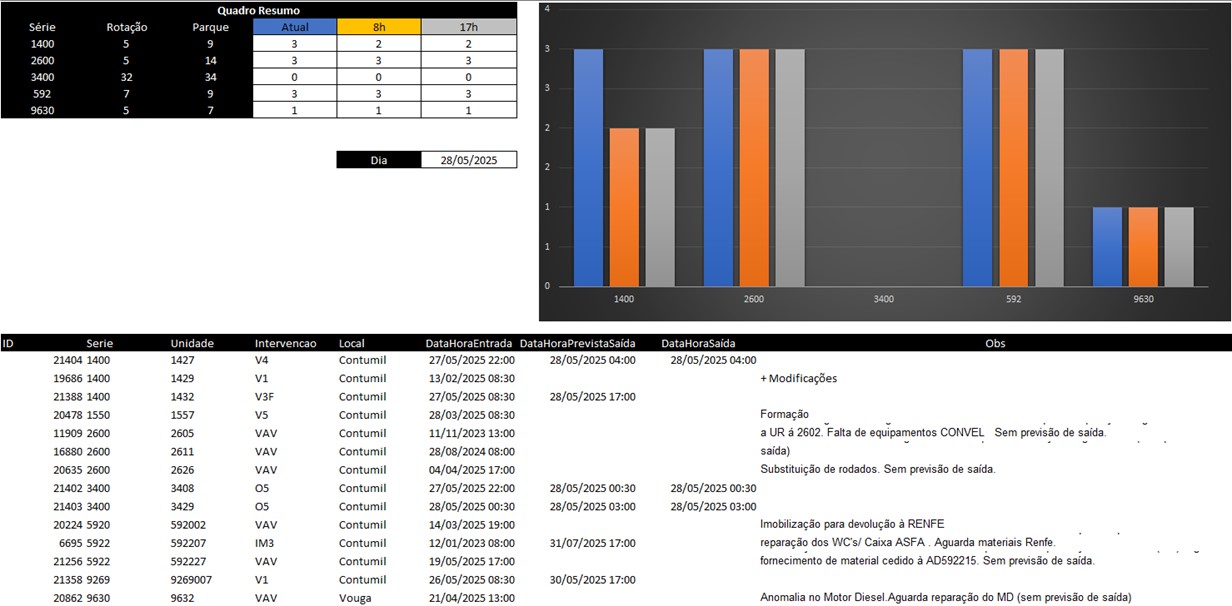 Quadro Resumo
Série Rotação Parque Atual 8h 17h
1400 5 9 3 2 2
2600 5 14 3 3 3
3400 32 34 0 0 0
592 7 9 3 3 3
9630 5 7 1 1 1
Dia 28/05/2025
4
3
3
2
2
1
1
0
1400 2600 3400 592 9630
ID Serie Unidade Intervencao Local DataHoraEntrada DataHoraPrevistaSaída DataHoraSaída Obs
21404 1400 1427 V4 Contumil 27/05/2025 22:00 28/05/2025 04:00 28/05/2025 04:00
19686 1400 1429 V1 Contumil 13/02/2025 08:30 + Modificações
21388 1400 1432 V3F Contumil 27/05/2025 08:30 28/05/2025 17:00
20478 1550 1557 V5 Contumil 28/03/2025 08:30 Formação
11909 2600 2605 VAV Contumil 11/11/2023 13:00 a UR á 2602. Falta de equipamentos CONVEL Sem previsão de saída.
16880 2600 2611 VAV Contumil 28/08/2024 08:00 saída)
20635 2600 2626 VAV Contumil 04/04/2025 17:00 Substituição de rodados. Sem previsão de saída.
21402 3400 3408 O5 Contumil 27/05/2025 22:00 28/05/2025 00:30 28/05/2025 00:30
21403 3400 3429 O5 Contumil 28/05/2025 00:30 28/05/2025 03:00 28/05/2025 03:00
20224 5920 592002 VAV Contumil 14/03/2025 19:00 Imobilização para devolução à RENFE
6695 5922 592207 IM3 Contumil 12/01/2023 08:00 31/07/2025 17:00 reparação dos WC's/ Caixa ASFA . Aguarda materiais Renfe.
21256 5922 592227 VAV Contumil 19/05/2025 17:00 fornecimento de material cedido à AD592215. Sem previsão de saída.
21358 9269 9269007 V1 Contumil 26/05/2025 08:30 30/05/2025 17:00
20862 9630 9632 VAV Vouga 21/04/2025 13:00 Anomalia no Motor Diesel.Aguarda reparação do MD (sem previsão de saída)